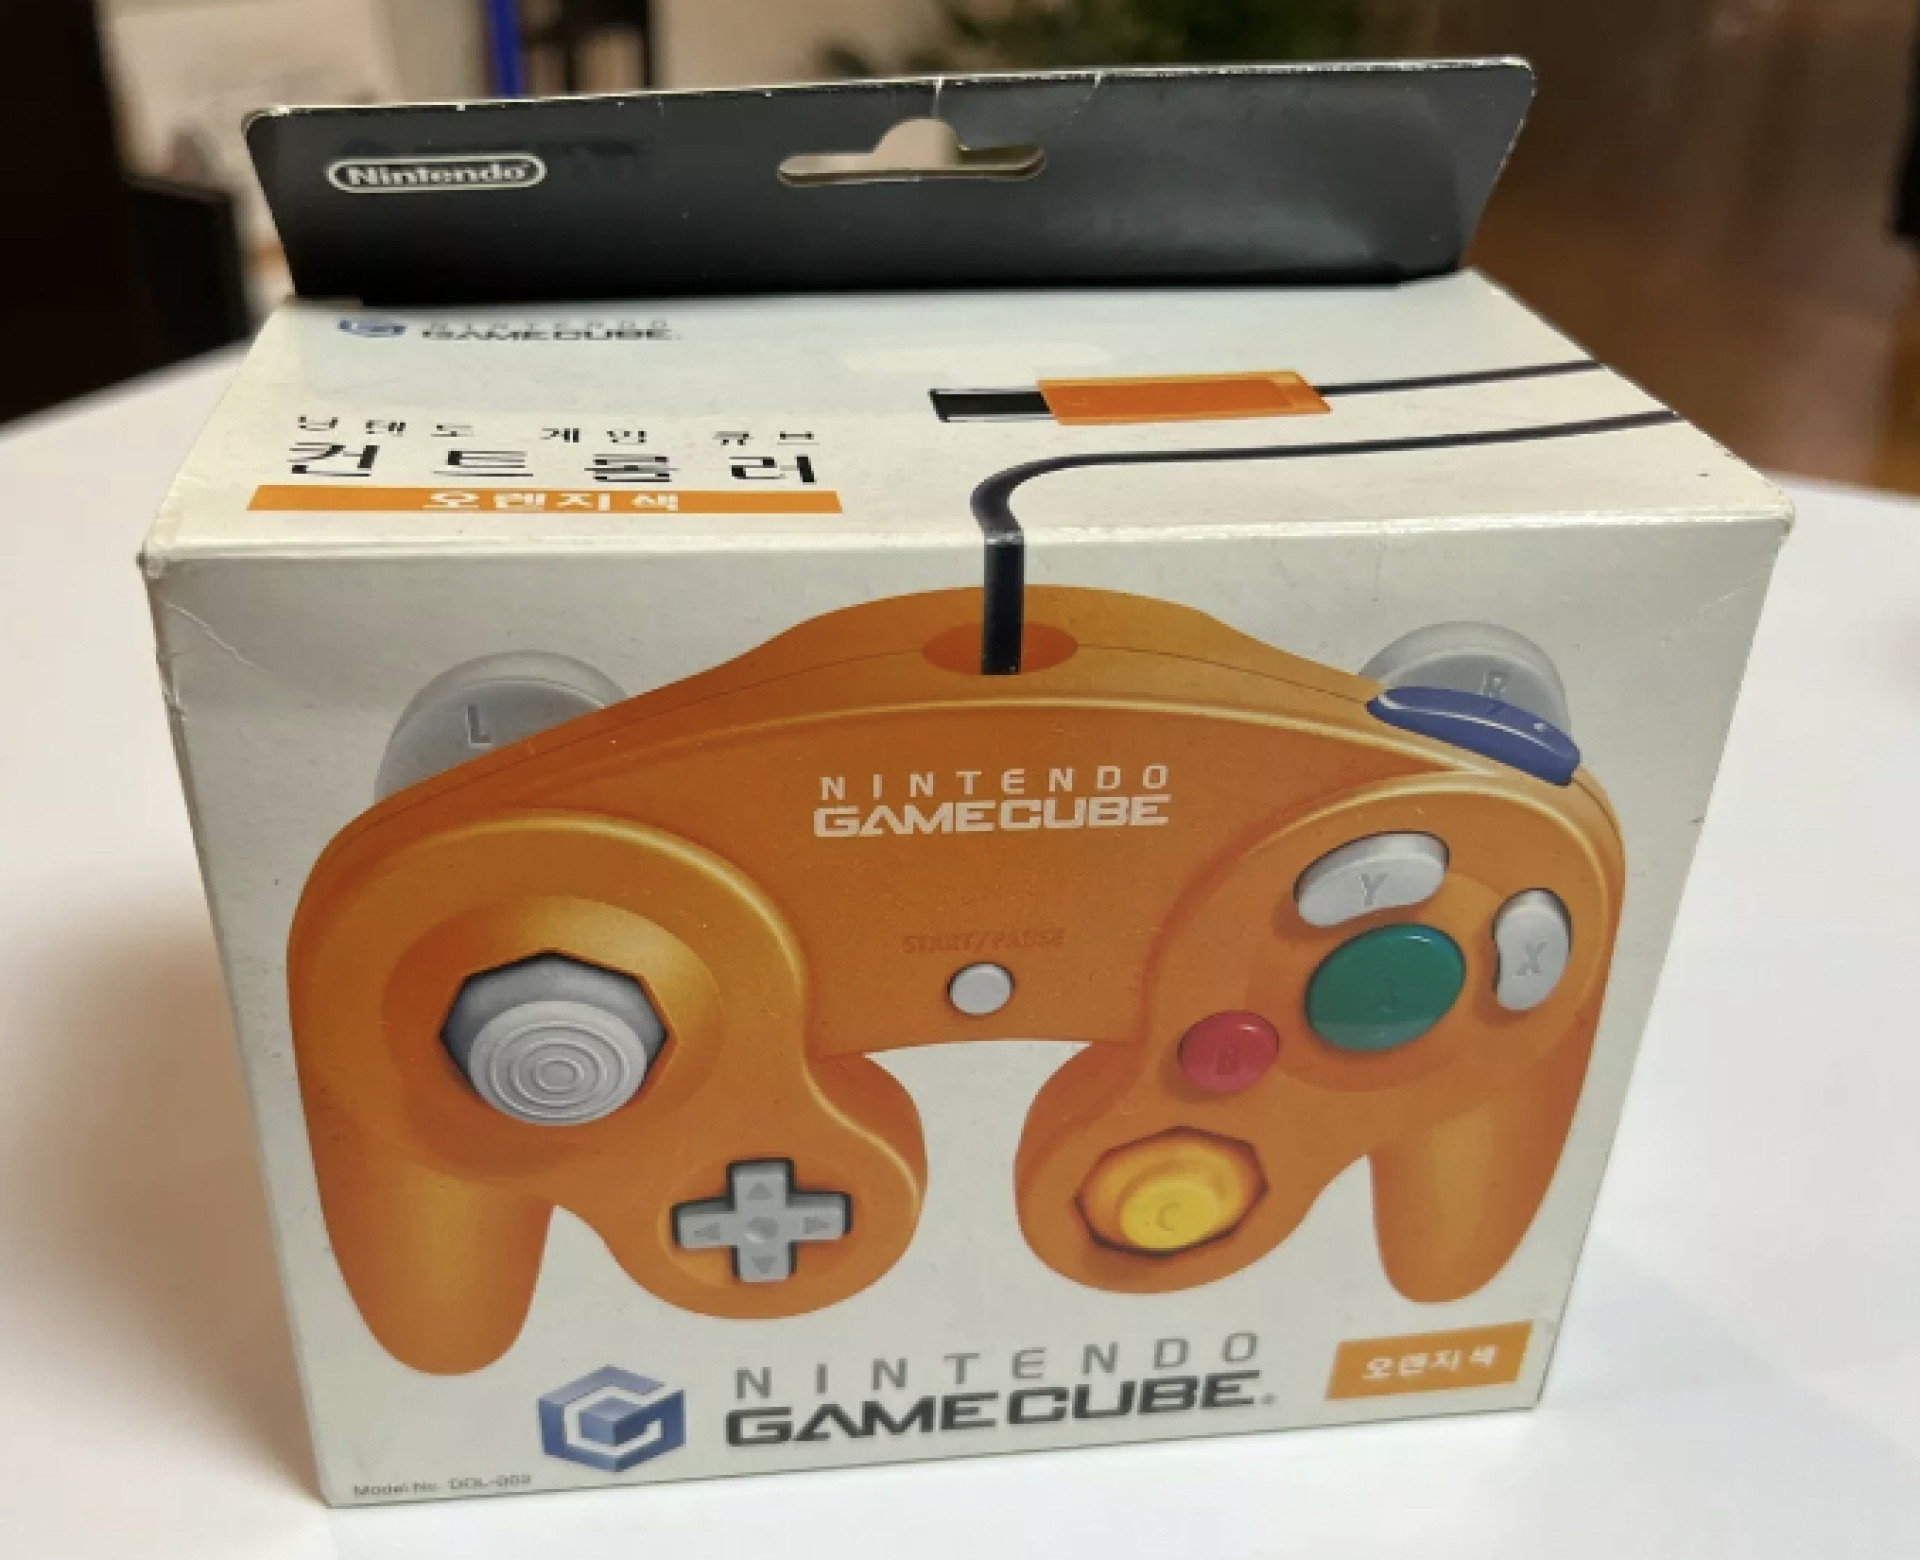 Nintendo
NINTENDO
GAMECUBE
닌텐도 게임 큐브
컨트롤러
오렌지색
L
R
Z
NINTENDO
GAMECUBE
START/PAUSE
Y
X
B
C
NINTENDO
GAMECUBE
오렌지색
Model No. DOL-003